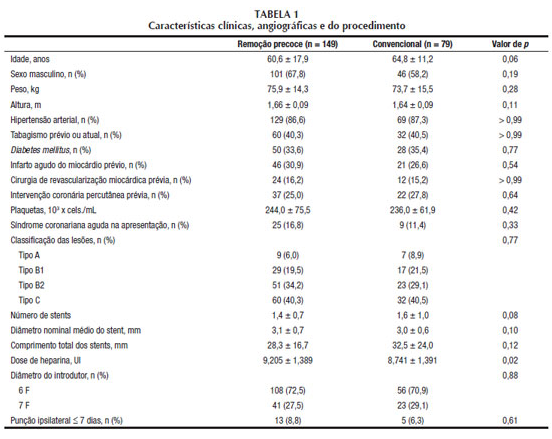 TABELA 1
Características clínicas, angiográficas e do procedimento
Remoção precoce (n = 149) Convencional (n = 79) Valor de p
Idade, anos 60,6 ± 17,9 64,8 ± 11,2 0,06
Sexo masculino, n (%) 101 (67,8) 46 (58,2) 0,19
Peso, kg 75,9 ± 14,3 73,7 ± 15,5 0,28
Altura, m 1,66 ± 0,09 1,64 ± 0,09 0,11
Hipertensão arterial, n (%) 129 (86,6) 69 (87,3) > 0,99
Tabagismo prévio ou atual, n (%) 60 (40,3) 32 (40,5) > 0,99
Diabetes mellitus, n (%) 50 (33,6) 28 (35,4) 0,77
Infarto agudo do miocárdio prévio, n (%) 46 (30,9) 21 (26,6) 0,54
Cirurgia de revascularização miocárdica prévia, n (%) 24 (16,2) 12 (15,2) > 0,99
Intervenção coronária percutânea prévia, n (%) 37 (25,0) 22 (27,8) 0,64
Plaquetas, 10³ x cels./mL 244,0 ± 75,5 236,0 ± 61,9 0,42
Síndrome coronariana aguda na apresentação, n (%) 25 (16,8) 9 (11,4) 0,33
Classificação das lesões, n (%) 0,77
Tipo A 9 (6,0) 7 (8,9)
Tipo B1 29 (19,5) 17 (21,5)
Tipo B2 51 (34,2) 23 (29,1)
Tipo C 60 (40,3) 32 (40,5)
Número de stents 1,4 ± 0,7 1,6 ± 1,0 0,08
Diâmetro nominal médio do stent, mm 3,1 ± 0,7 3,0 ± 0,6 0,10
Comprimento total dos stents, mm 28,3 ± 16,7 32,5 ± 24,0 0,12
Dose de heparina, UI 9,205 ± 1,389 8,741 ± 1,391 0,02
Diâmetro do introdutor, n (%) 0,88
6 F 108 (72,5) 56 (70,9)
7 F 41 (27,5) 23 (29,1)
Punção ipsilateral ≤ 7 dias, n (%) 13 (8,8) 5 (6,3) 0,61